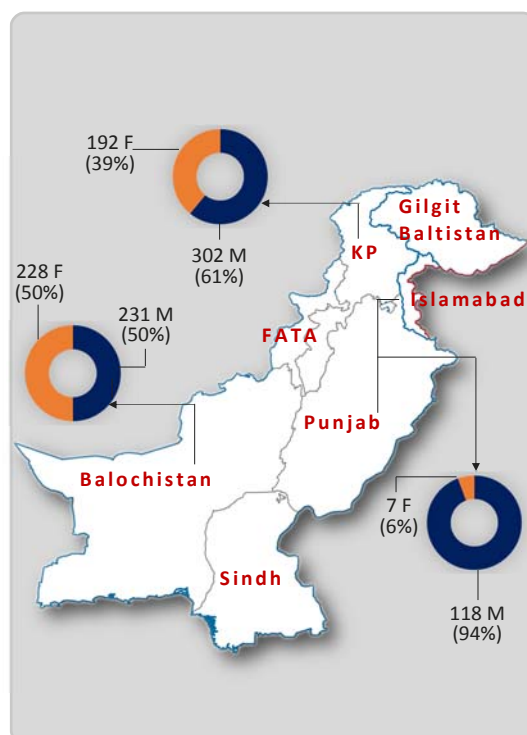 192 F
(39%)
Gilgit
Baltistan
KP
302 M
(61%)
228 F
(50%)
231 M
(50%)
islamabad
FATA
Punjab
Balochistan
7 F
(6%)
Sindh
118 M
(94%)